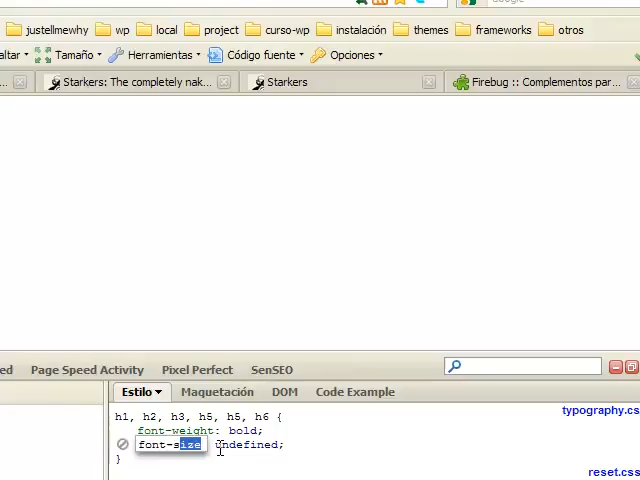 Google
justellmewhy wp local project curso-wp instalación themes frameworks otros
altar Tamaño Herramientas Código fuente Opciones
... Starkers: The completely nak... Starkers Firebug :: Complementos par...
ed Page Speed Activity Pixel Perfect SenSEO
Estilo Maquetación DOM Code Example
h1, h2, h3, h5, h5, h6 { typography.cs
font-weight: bold;
font-size undefined;
}
reset.css